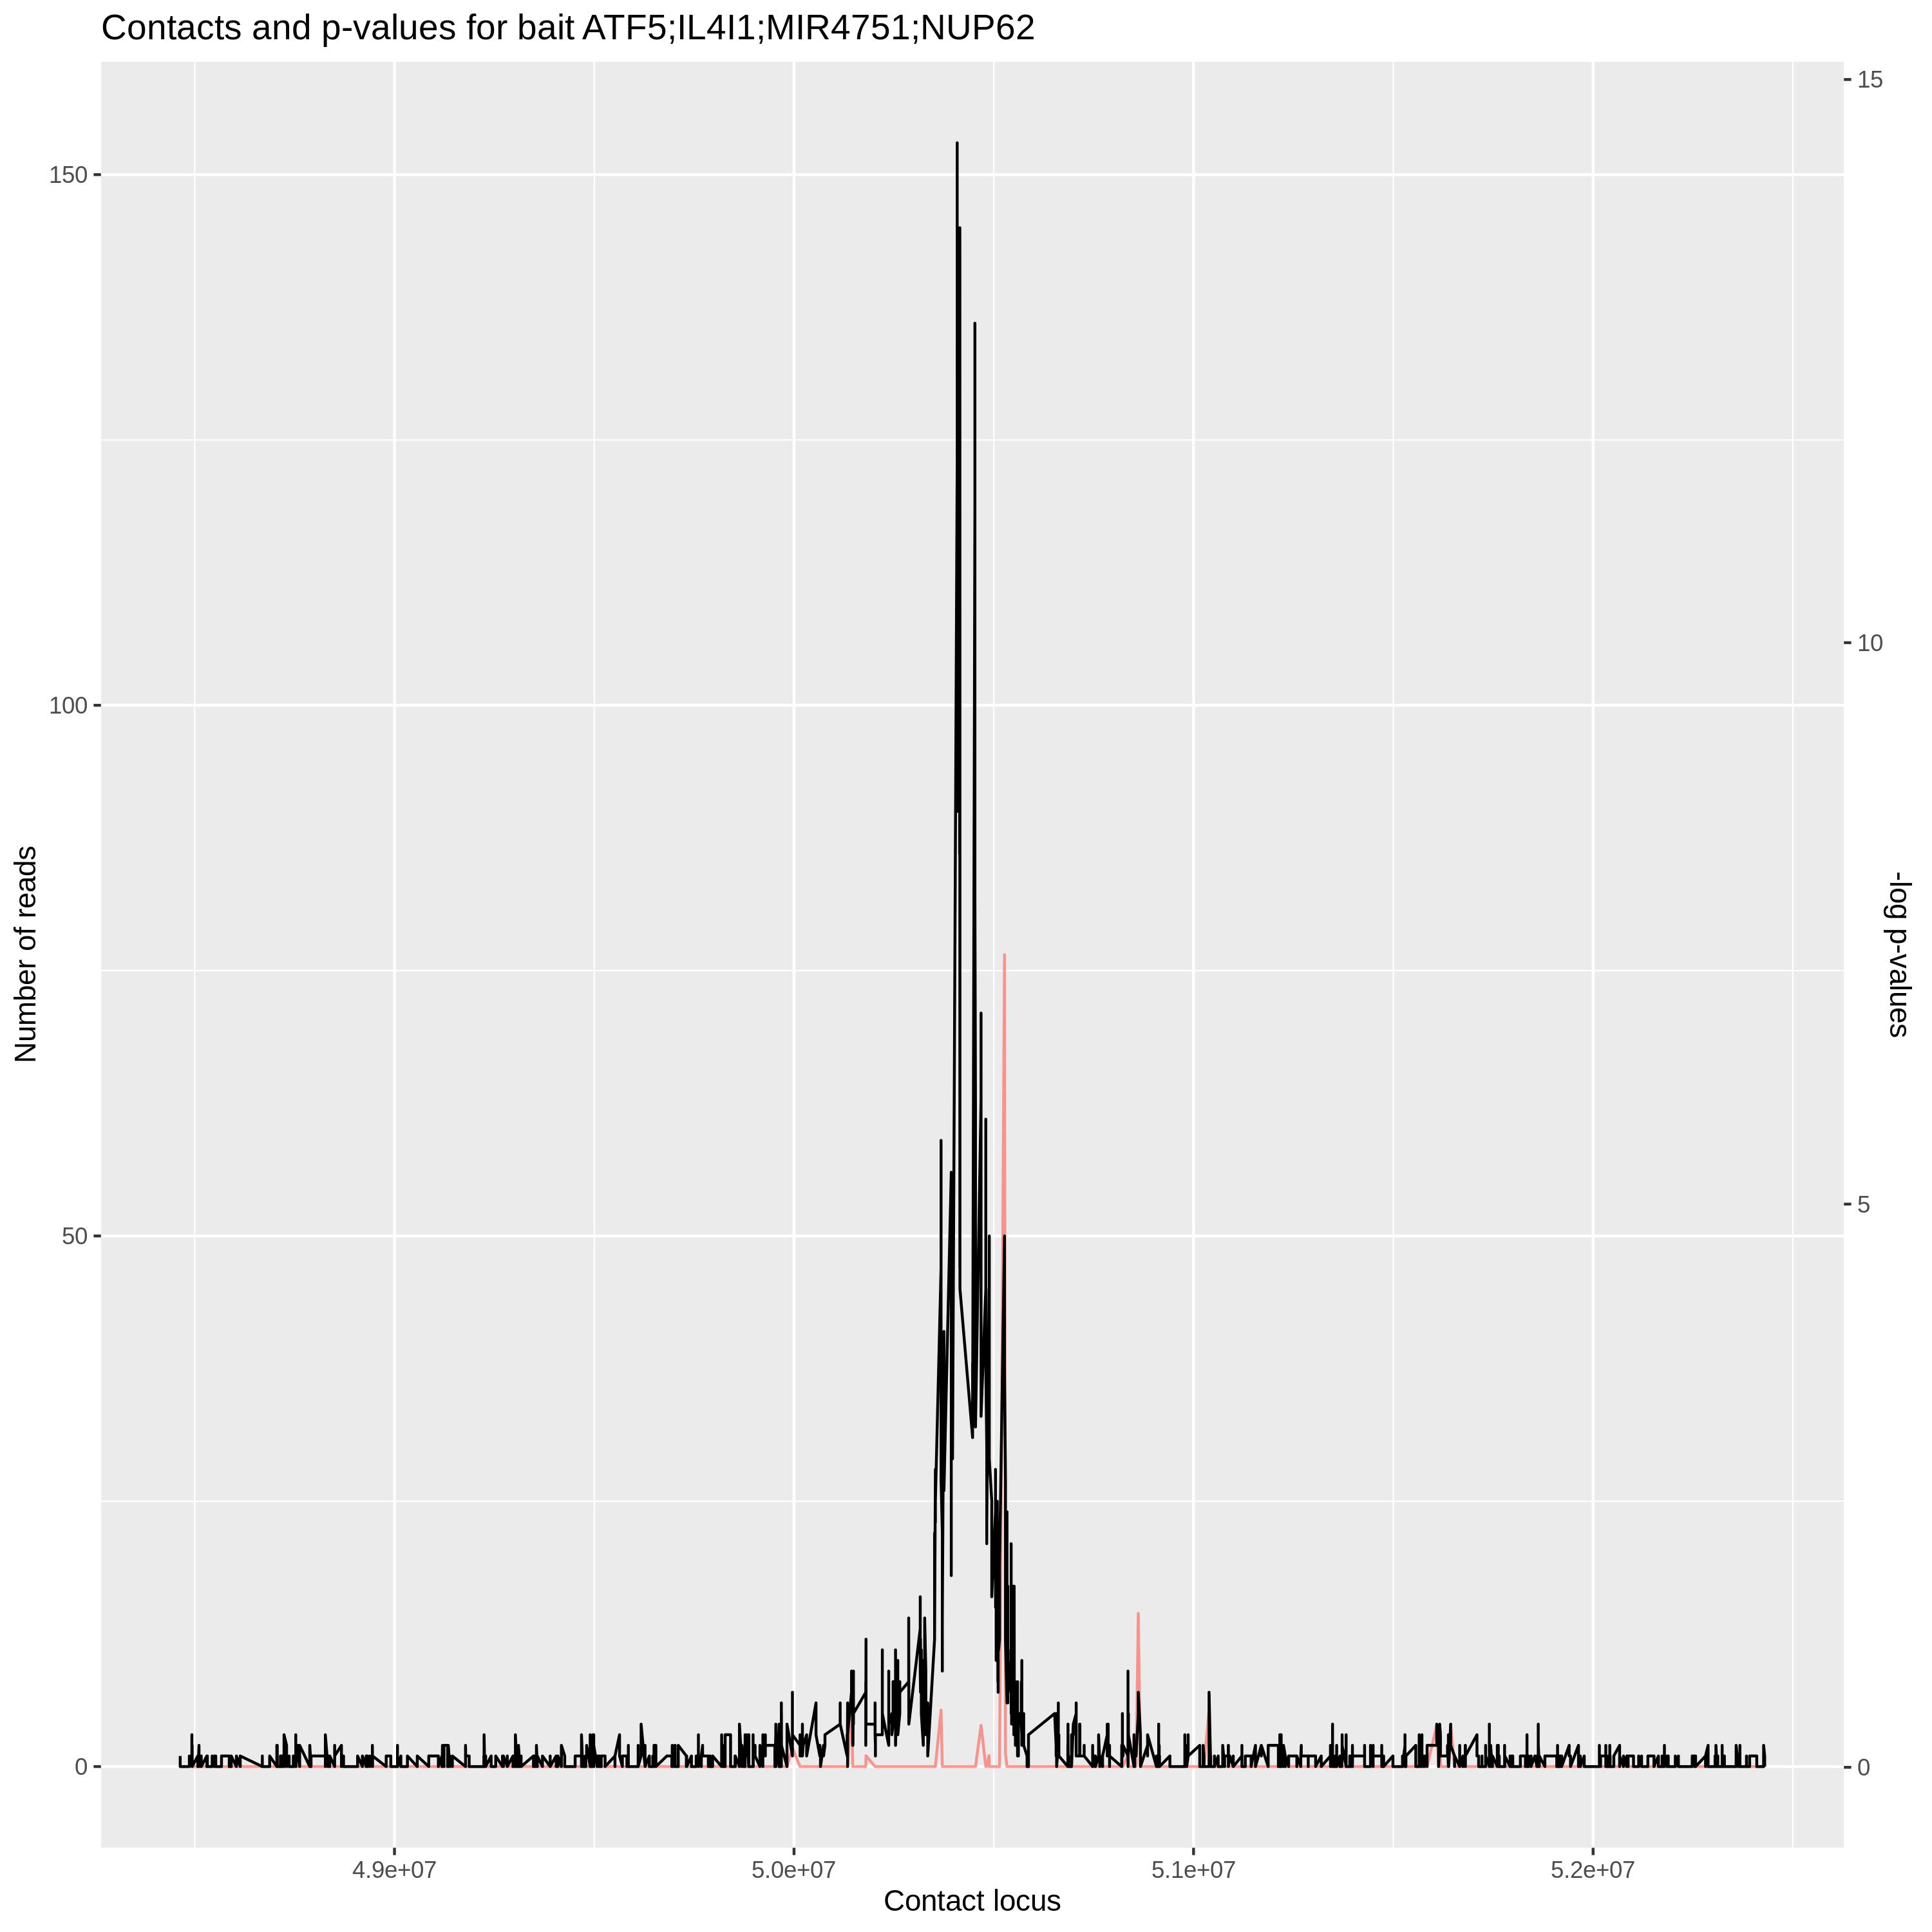 Contacts and p-values for bait ATF5;IL4I1;MIR4751;NUP62
15
150
10
100
Number of reads
-log p-values
5
50
0
0
4.9e+07
5.0e+07
5.1e+07
5.2e+07
Contact locus